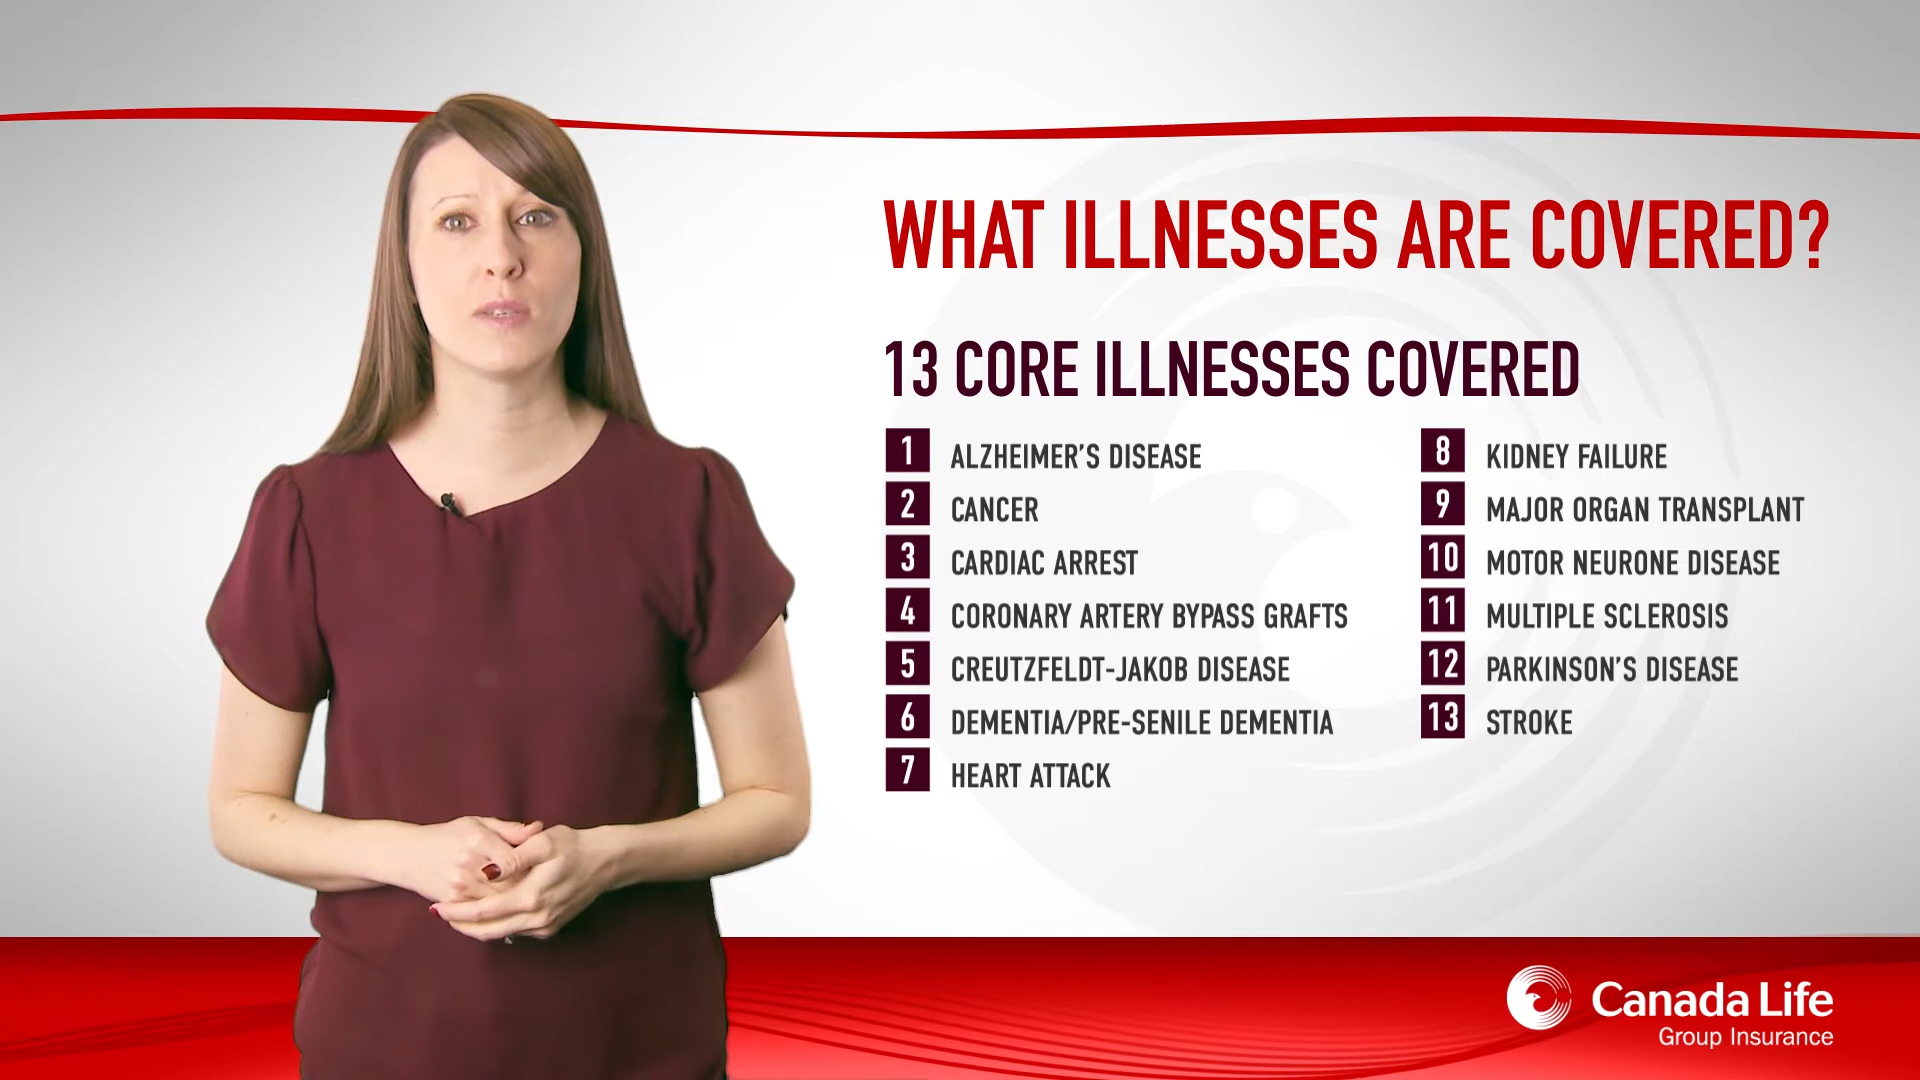 WHAT ILLNESSES ARE COVERED?
13 CORE ILLNESSES COVERED
1 ALZHEIMER'S DISEASE
2 CANCER
3 CARDIAC ARREST
4 CORONARY ARTERY BYPASS GRAFTS
5 CREUTZFELDT-JAKOB DISEASE
6 DEMENTIA/PRE-SENILE DEMENTIA
7 HEART ATTACK
8 KIDNEY FAILURE
9 MAJOR ORGAN TRANSPLANT
10 MOTOR NEURONE DISEASE
11 MULTIPLE SCLEROSIS
12 PARKINSON'S DISEASE
13 STROKE
Canada Life
Group Insurance